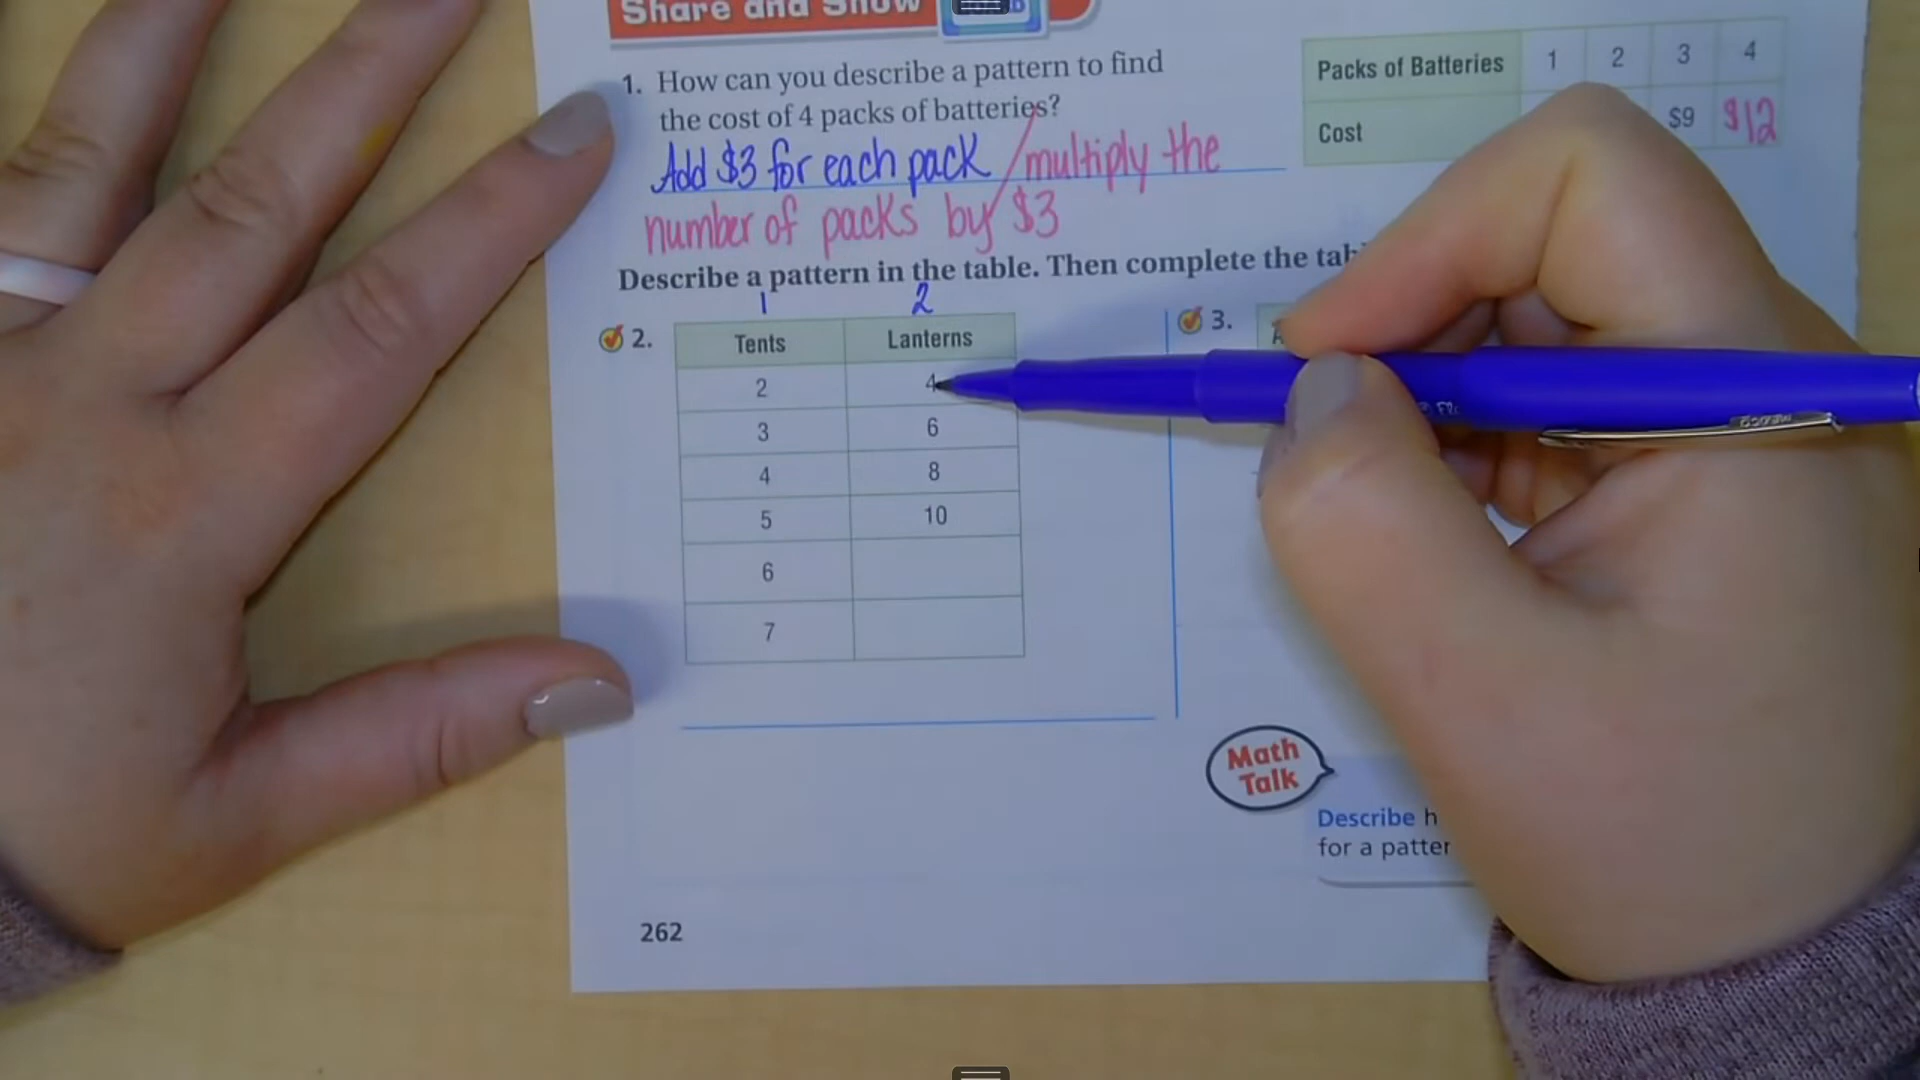 Share and Show
1. How can you describe a pattern to find
the cost of 4 packs of batteries?
Add $3 for each pack / multiply the
number of packs by $3
Packs of Batteries 1 2 3 4
Cost $9 $12
Describe a pattern in the table. Then complete the
1 2
2. Tents Lanterns
2 4
3 6
4 8
5 10
6
7
3.
Math
Talk
Describe
for a
262